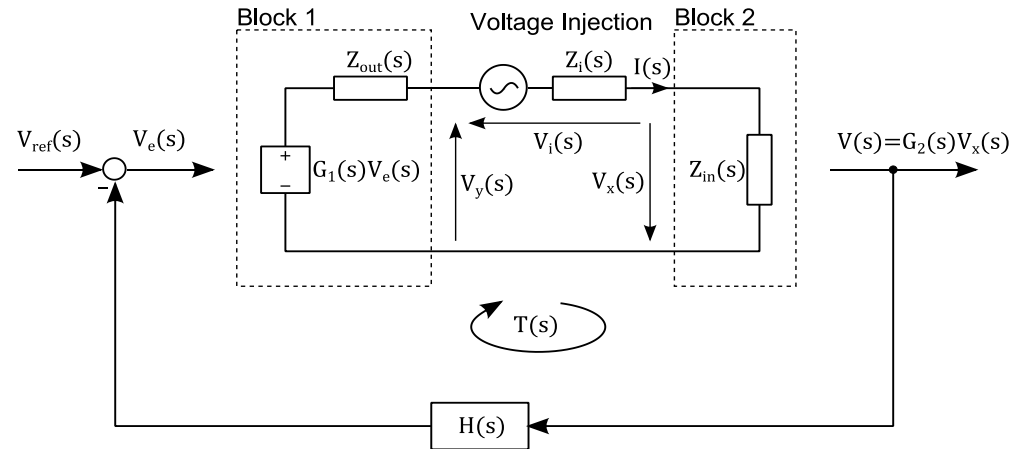 Block 1
Voltage Injection
Block 2
Z_out(s)
Z_i(s)
I(s)
V_ref(s)
V_e(s)
-
+
-
G_1(s)V_e(s)
V_y(s)
V_i(s)
V_x(s)
Z_in(s)
V(s)=G_2(s)V_x(s)
T(s)
H(s)